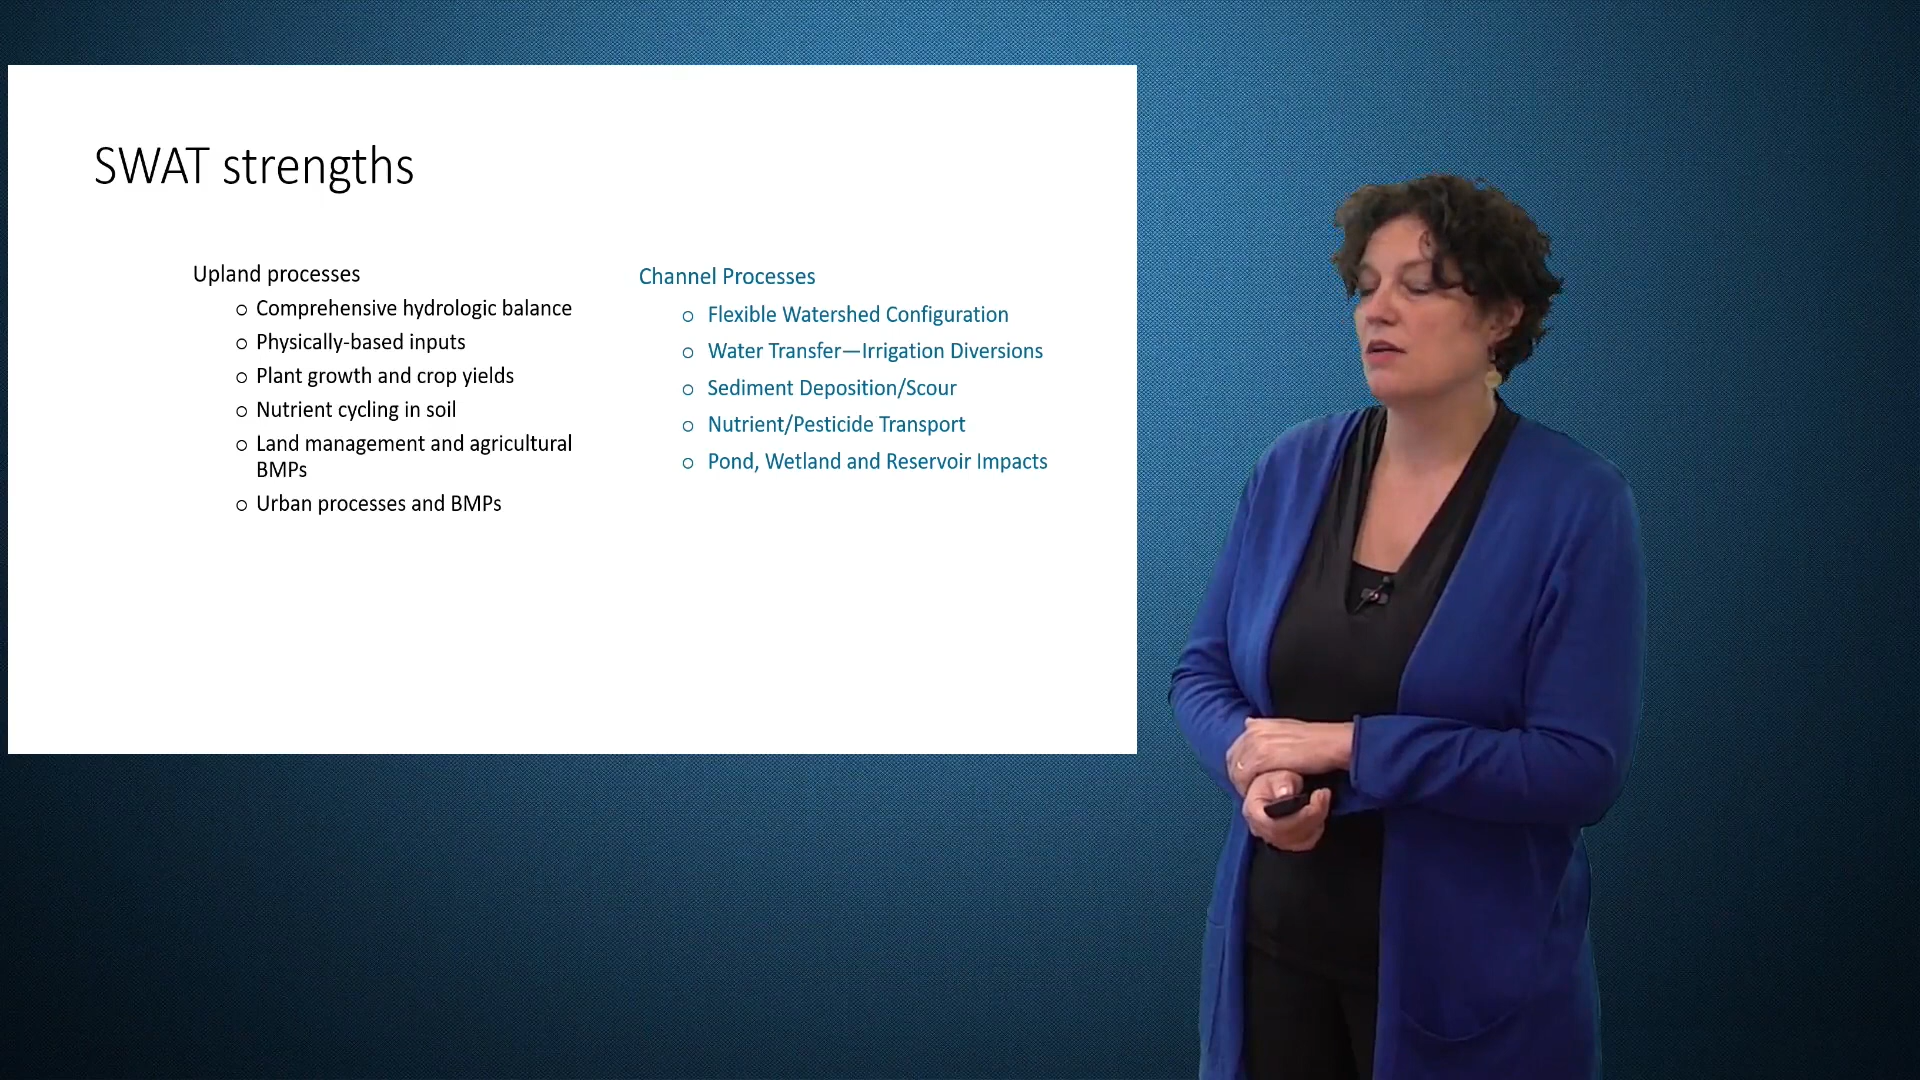 SWAT strengths
Upland processes
Comprehensive hydrologic balance
Physically-based inputs
Plant growth and crop yields
Nutrient cycling in soil
Land management and agricultural
BMPs
Urban processes and BMPs
Channel Processes
Flexible Watershed Configuration
Water Transfer—Irrigation Diversions
Sediment Deposition/Scour
Nutrient/Pesticide Transport
Pond, Wetland and Reservoir Impacts